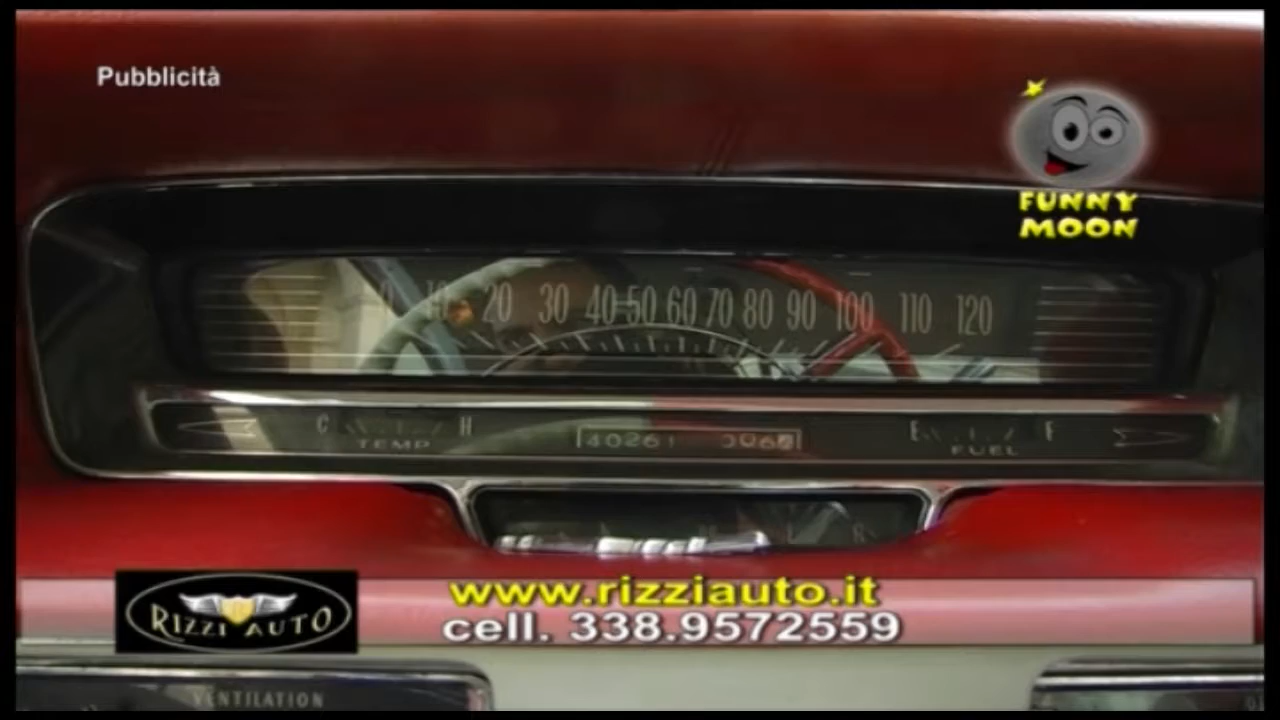 Pubblicità
FUNNY
MOON
10 20 30 40 50 60 70 80 90 100 110 120
C H
TEMP
E F
FUEL
www.rizziauto.it
cell. 338.9572559
RIZZI AUTO
VENTILATION